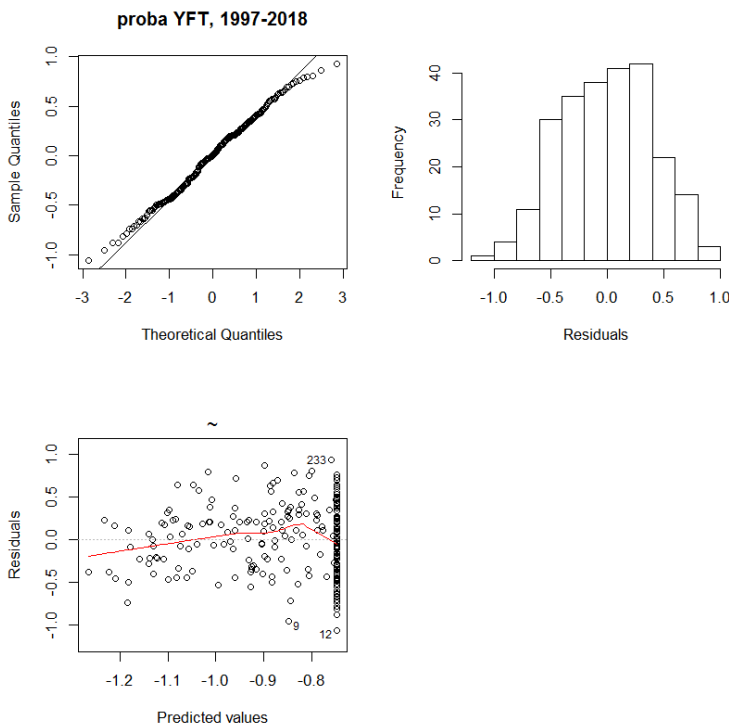 proba YFT, 1997-2018
Sample Quantiles
1.0
0.5
0.0
-0.5
-1.0
-3 -2 -1 0 1 2 3
Theoretical Quantiles
Frequency
40
30
20
10
0
-1.0 -0.5 0.0 0.5 1.0
Residuals
~
Residuals
1.0
0.5
0.0
-0.5
-1.0
233
9
12
-1.2 -1.1 -1.0 -0.9 -0.8
Predicted values